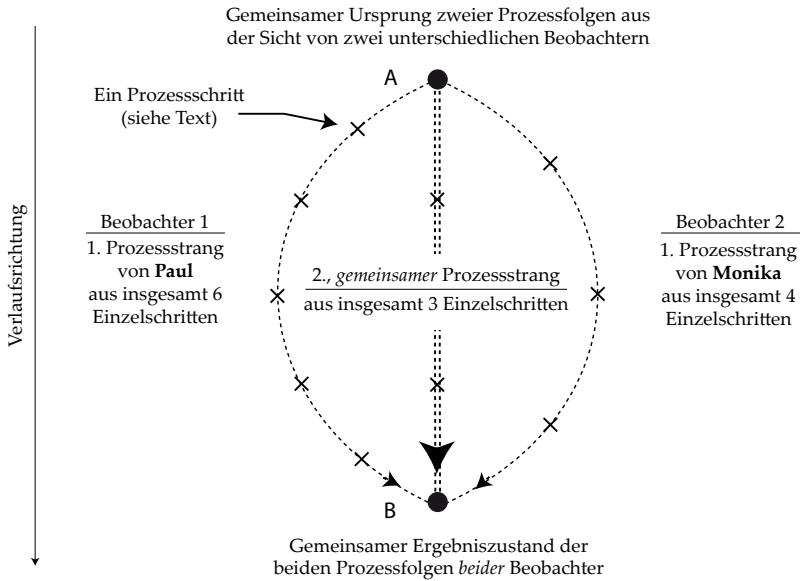 Gemeinsamer Ursprung zweier Prozessfolgen aus
der Sicht von zwei unterschiedlichen Beobachtern
A
Ein Prozessschritt
(siehe Text)
Verlaufsrichtung
Beobachter 1
1. Prozessstrang
von Paul
aus insgesamt 6
Einzelschritten
2., gemeinsamer Prozessstrang
aus insgesamt 3 Einzelschritten
Beobachter 2
1. Prozessstrang
von Monika
aus insgesamt 4
Einzelschritten
B
Gemeinsamer Ergebniszustand der
beiden Prozessfolgen beider Beobachter